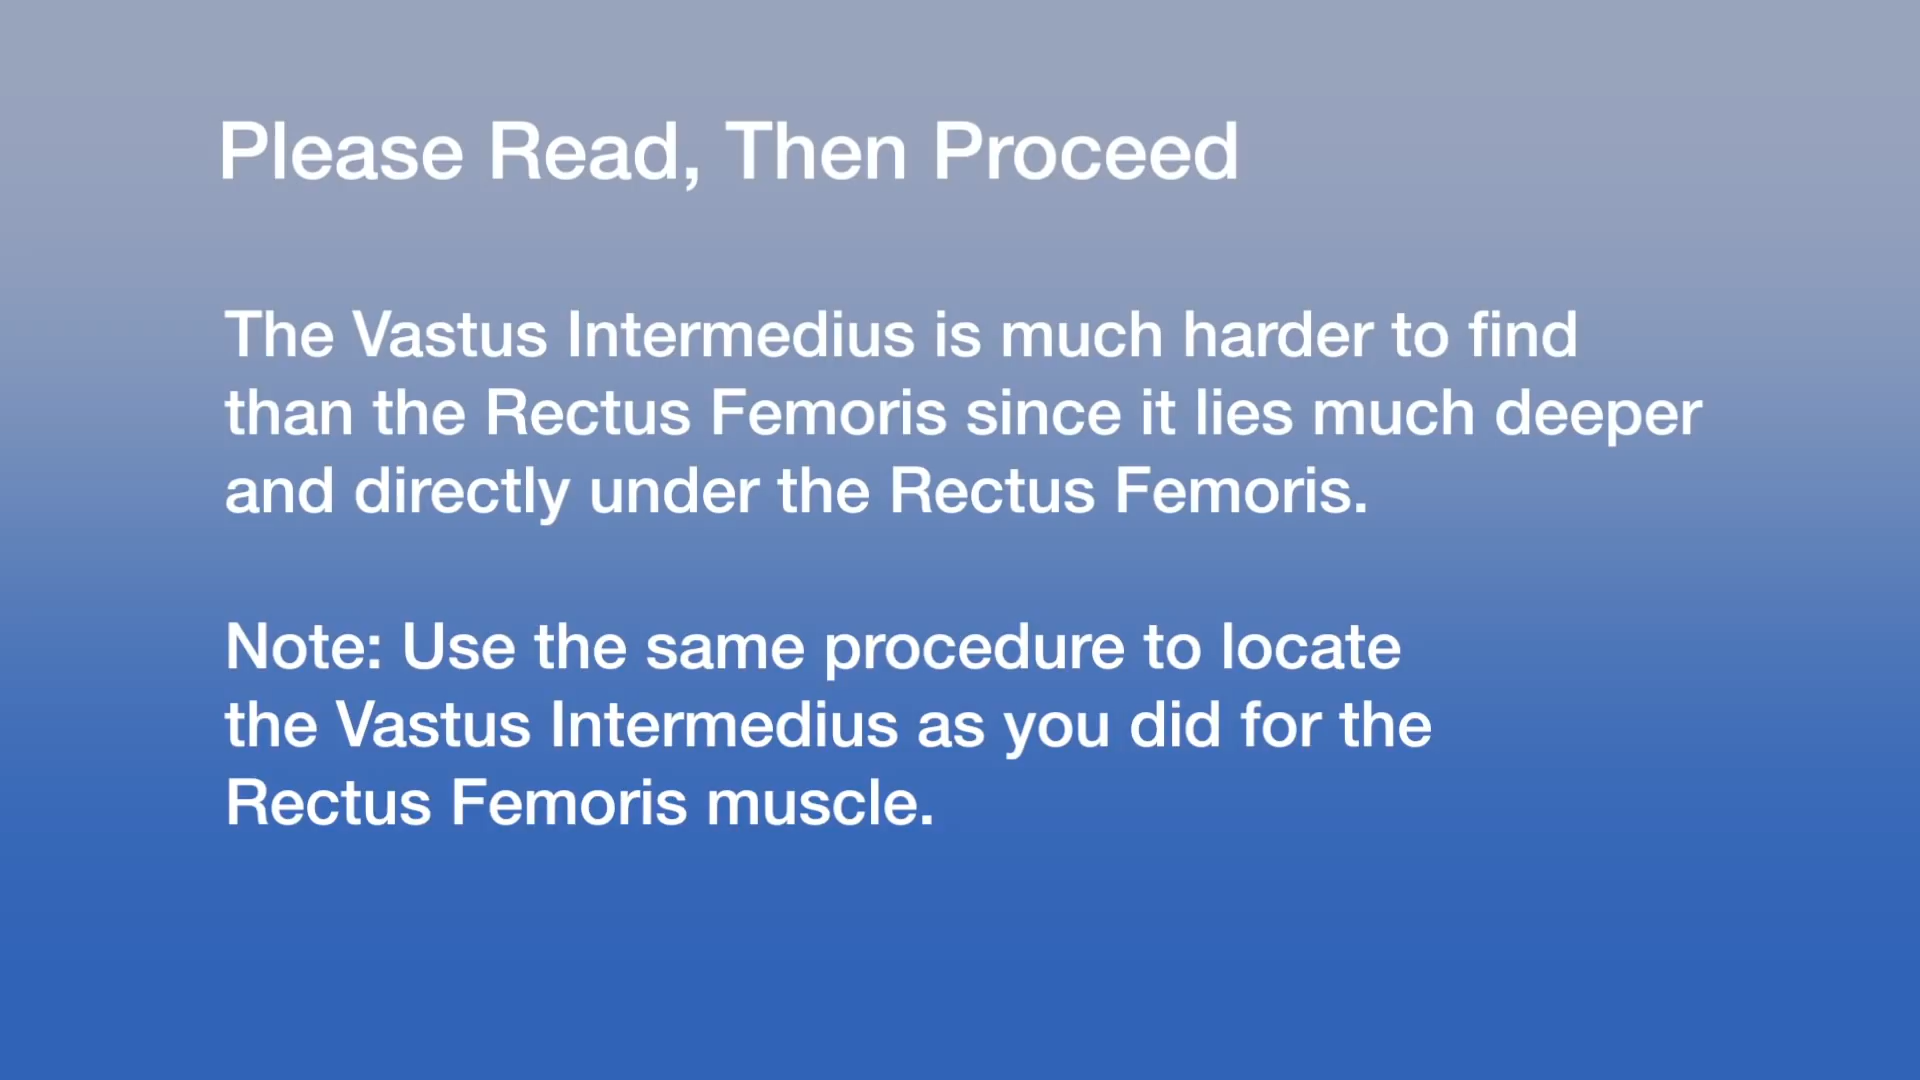 Please Read, Then Proceed
The Vastus Intermedius is much harder to find
than the Rectus Femoris since it lies much deeper
and directly under the Rectus Femoris.
Note: Use the same procedure to locate
the Vastus Intermedius as you did for the
Rectus Femoris muscle.